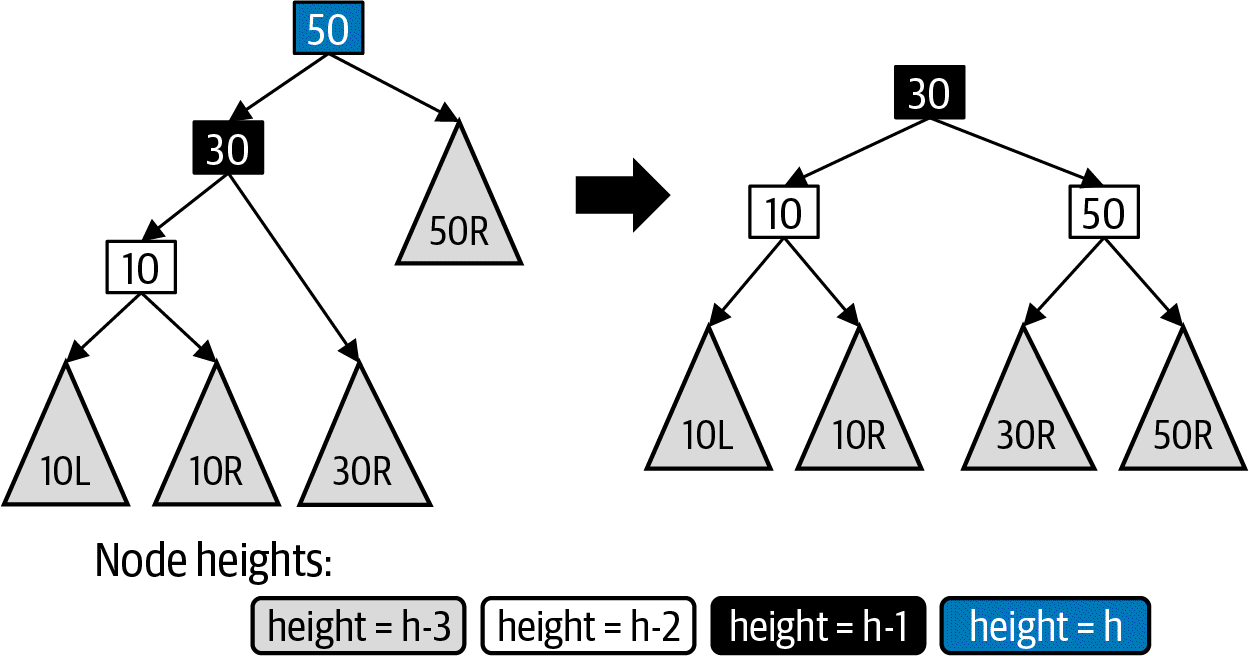 50
30
10
50R
10L
10R
30R
30
10
50
10L
10R
30R
50R
Node heights:
height = h-3
height = h-2
height = h-1
height = h